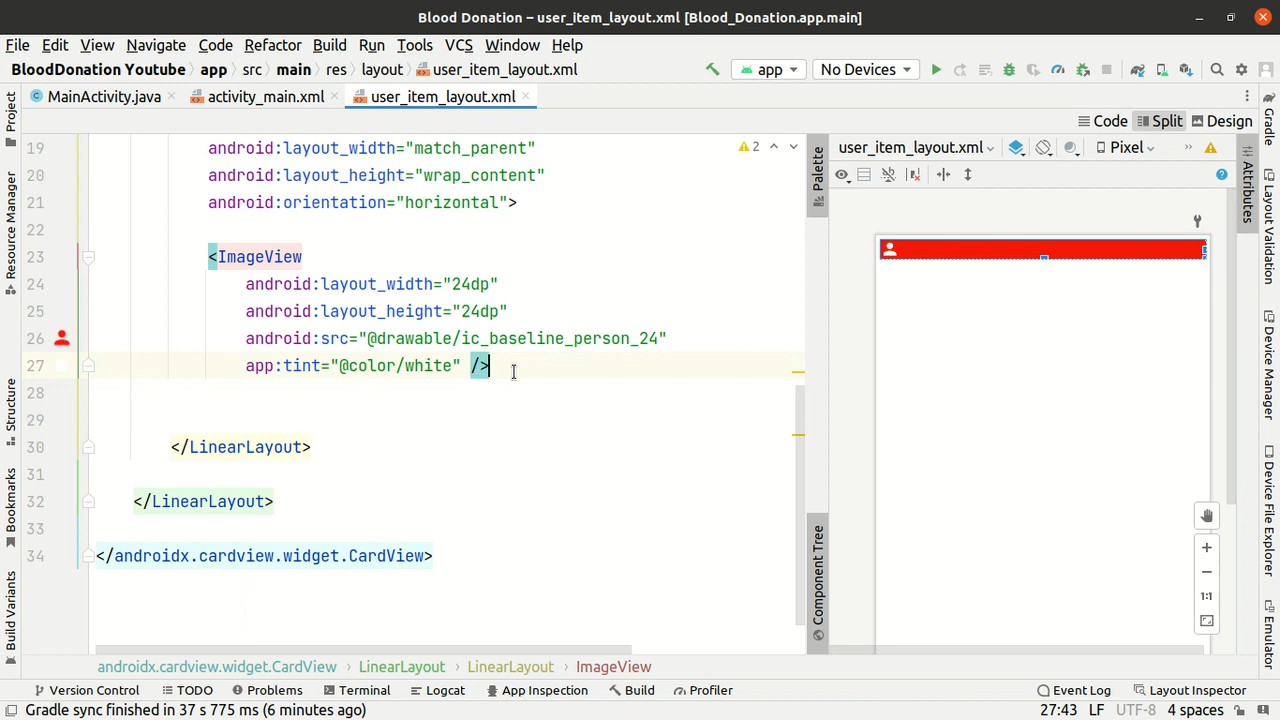 Blood Donation – user_item_layout.xml [Blood_Donation.app.main]
File Edit View Navigate Code Refactor Build Run Tools VCS Window Help
BloodDonation Youtube app src main res layout user_item_layout.xml app No Devices
MainActivity.java activity_main.xml user_item_layout.xml
Code Split Design
19 android:layout_width="match_parent" 2
20 android:layout_height="wrap_content"
21 android:orientation="horizontal">
22
23 <ImageView
24 android:layout_width="24dp"
25 android:layout_height="24dp"
26 android:src="@drawable/ic_baseline_person_24"
27 app:tint="@color/white" />
28
29
30 </LinearLayout>
31
32 </LinearLayout>
33
34 </androidx.cardview.widget.CardView>
user_item_layout.xml Pixel
1:1
Project
Resource Manager
Structure
Bookmarks
Build Variants
Palette
Component Tree
Attributes
Gradle
Layout Validation
Device Manager
Device File Explorer
Emulator
androidx.cardview.widget.CardView LinearLayout LinearLayout ImageView
Version Control TODO Problems Terminal Logcat App Inspection Build Profiler Event Log Layout Inspector
Gradle sync finished in 37 s 775 ms (6 minutes ago) 27:43 LF UTF-8 4 spaces